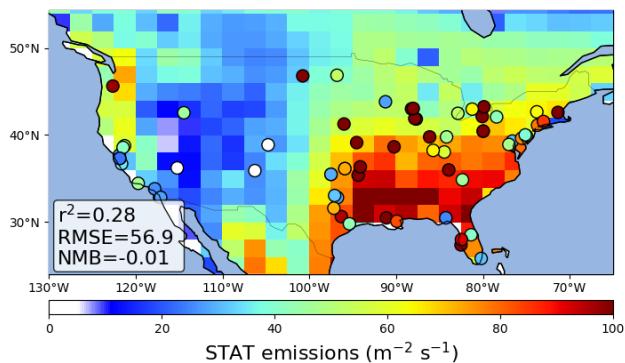 50°N
40°N
30°N
r²=0.28
RMSE=56.9
NMB=-0.01
130°W 120°W 110°W 100°W 90°W 80°W 70°W
0 20 40 60 80 100
STAT emissions (m⁻² s⁻¹)